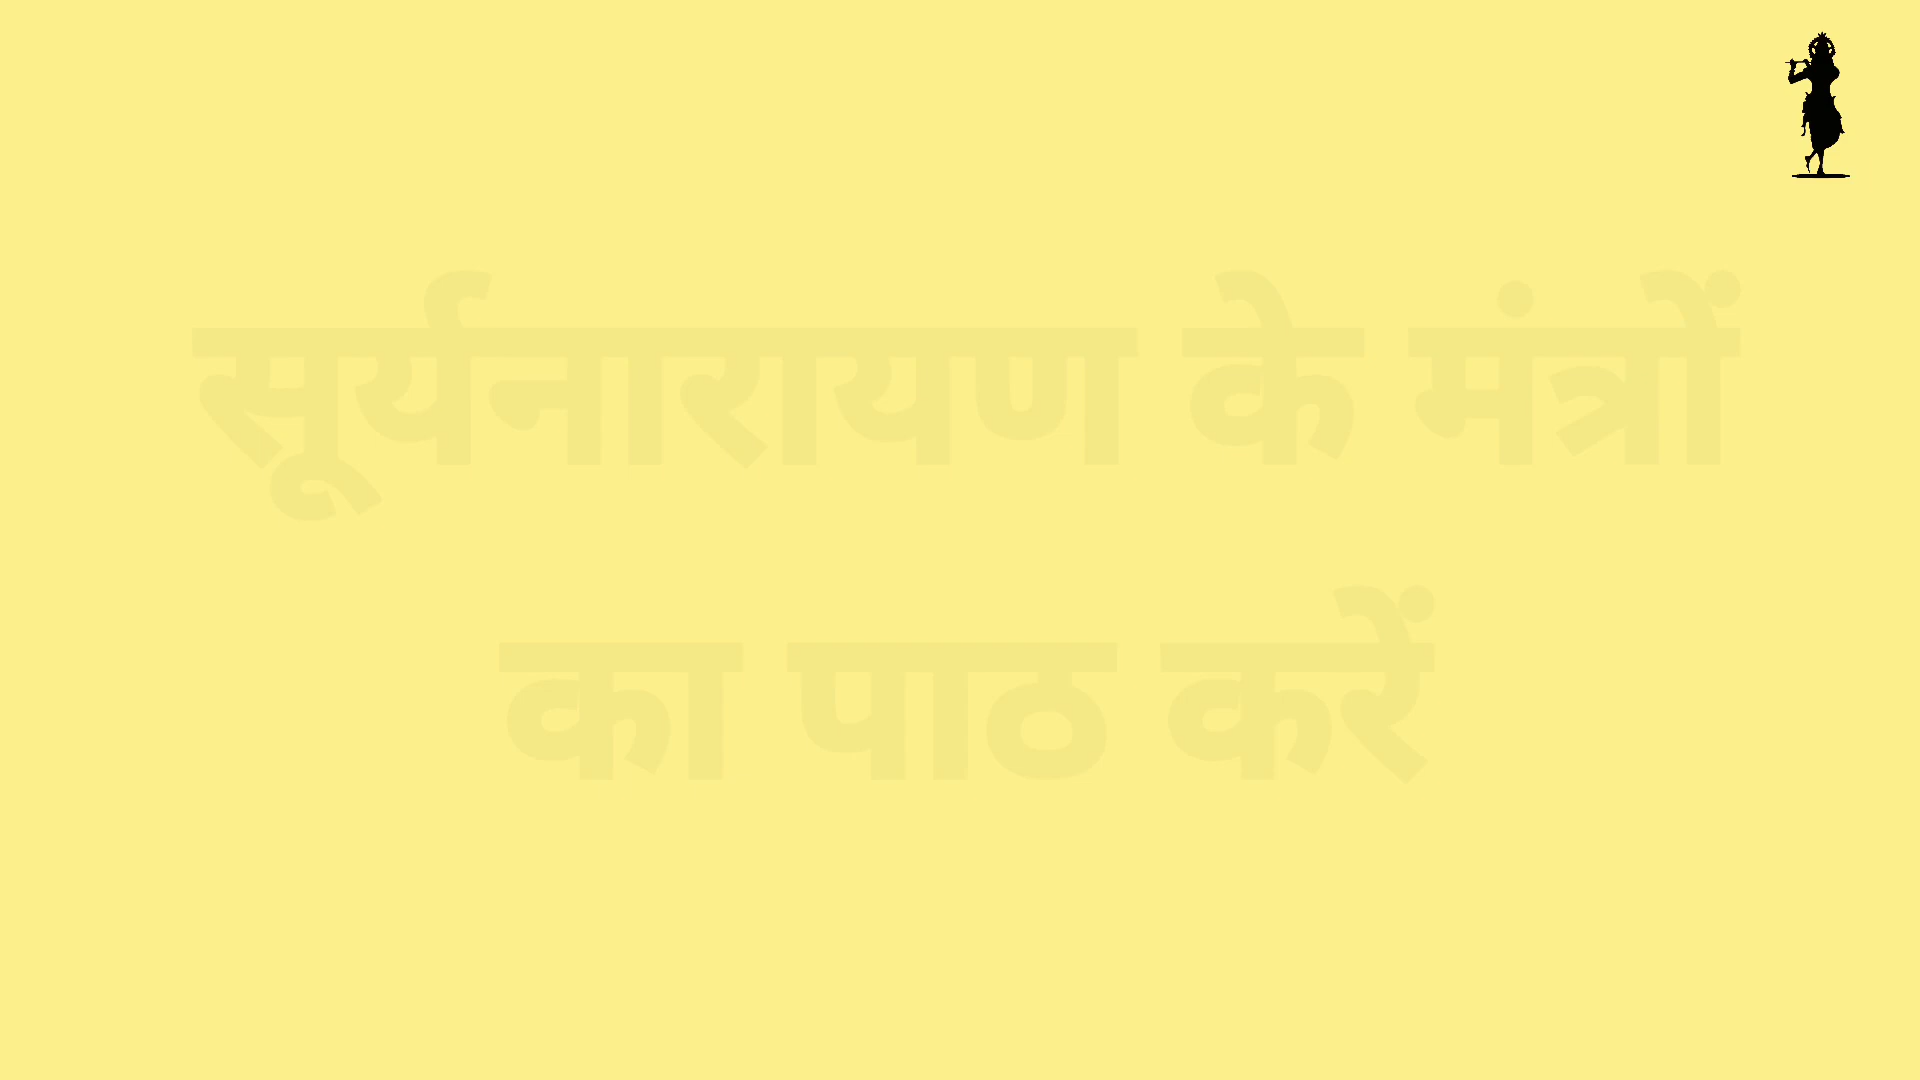 सूर्यनारायण के मंत्रों
का पाठ करें